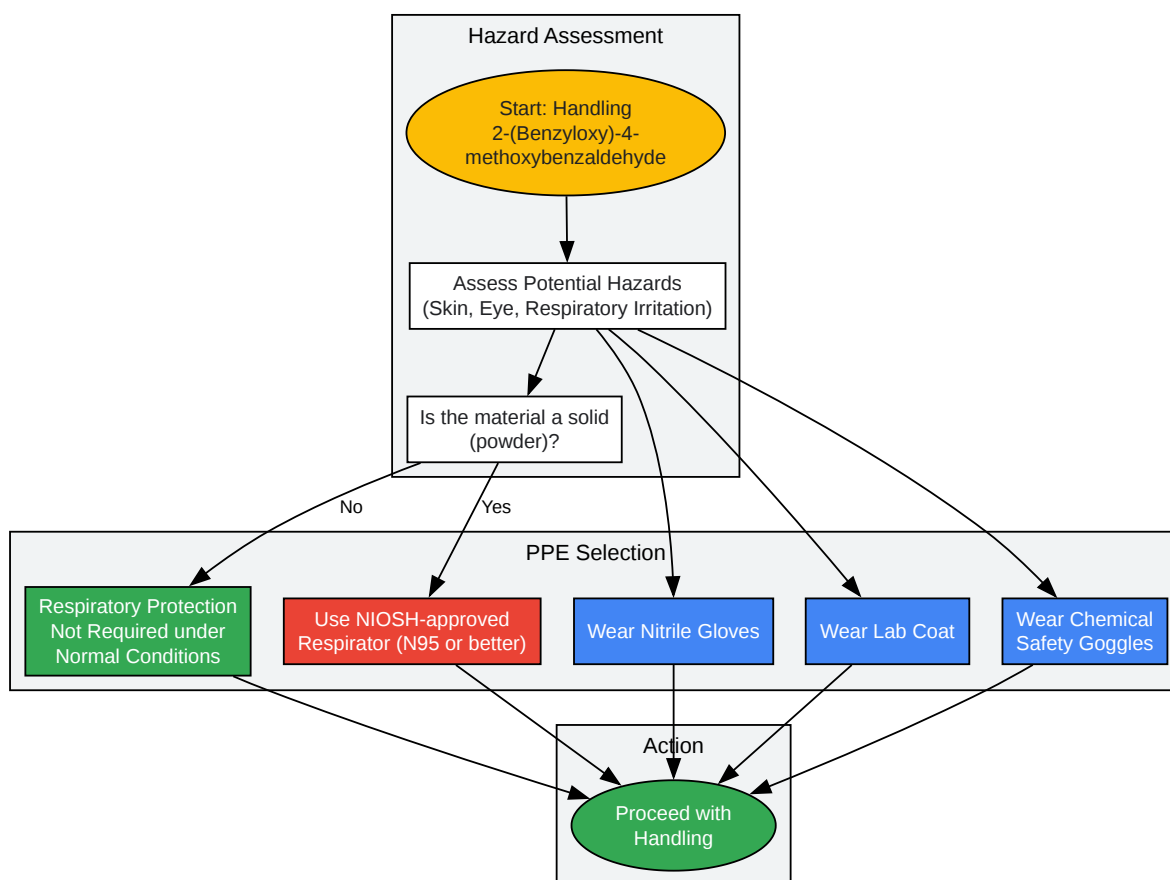 Hazard Assessment
Start: Handling
2-(Benzyloxy)-4-
methoxybenzaldehyde
Assess Potential Hazards
(Skin, Eye, Respiratory Irritation)
Is the material a solid
(powder)?
No
Yes
PPE Selection
Respiratory Protection
Not Required under
Normal Conditions
Use NIOSH-approved
Respirator (N95 or better)
Wear Nitrile Gloves
Wear Lab Coat
Wear Chemical
Safety Goggles
Action
Proceed with
Handling